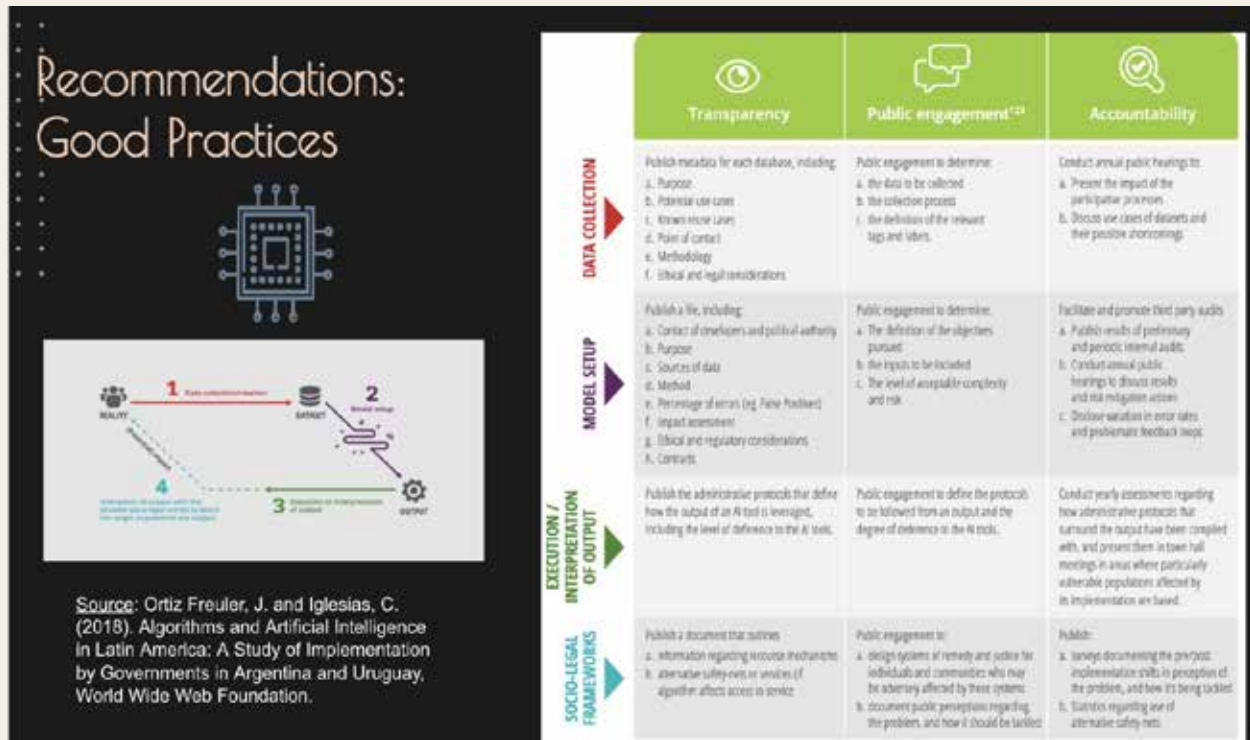 Recommendations:
Good Practices
1
REALITY
DATASET
2
Model setup
4
3
OUTPUT
Source: Ortiz Freuler, J. and Iglesias, C.
(2018). Algorithms and Artificial Intelligence
in Latin America: A Study of Implementation
by Governments in Argentina and Uruguay,
World Wide Web Foundation.
Transparency
Public engagement
Accountability
DATA COLLECTION
Publish metadata for each database, including:
a. Purpose
b. Potential use cases
c. Known reuse cases
d. Point of contact
e. Methodology
f. Ethical and legal considerations
Public engagement to determine:
a. the data to be collected
b. the collection process
c. the definition of the relevant
tags and labels.
Conduct annual public hearings to:
a. Present the impact of the
participative processes
b. Discuss use cases of datasets and
their possible shortcomings
MODEL SETUP
Publish a file, including:
a. Contact of developers and political authority
b. Purpose
c. Sources of data
d. Method
e. Percentage of errors (eg. False Positives)
f. Impact assessment
g. Ethical and regulatory considerations
h. Contracts
Public engagement to determine:
a. The definition of the objectives
pursued
b. the inputs to be included
c. The level of acceptable complexity
and risk
Facilitate and promote third party audits
a. Publish results of preliminary
and periodic internal audits
b. Conduct annual public
hearings to discuss results
and risk mitigation actions
c. Disclose variation in error rates
and problematic feedback loops
EXECUTION /
INTERPRETATION
OF OUTPUT
Publish the administrative protocols that define
how the output of an AI tool is leveraged,
including the level of deference to the AI tools.
Public engagement to define the protocols
to be followed from an output and the
degree of deference to the AI tools.
Conduct yearly assessments regarding
how administrative protocols that
surround the output have been complied
with, and present them in town hall
meetings in areas where particularly
vulnerable populations affected by
its implementation are based.
SOCIO-LEGAL
FRAMEWORKS
Publish a document that outlines
a. information regarding recourse mechanisms
b. alternative safety-nets or services if
algorithm affects access to service
Public engagement to:
a. design systems of remedy and justice for
individuals and communities who may
be adversely affected by these systems
b. document public perceptions regarding
the problem, and how it should be tackled
Publish:
a. surveys documenting the pre/post
implementation shifts in perception of
the problem, and how it's being tackled
b. Statistics regarding use of
alternative safety-nets